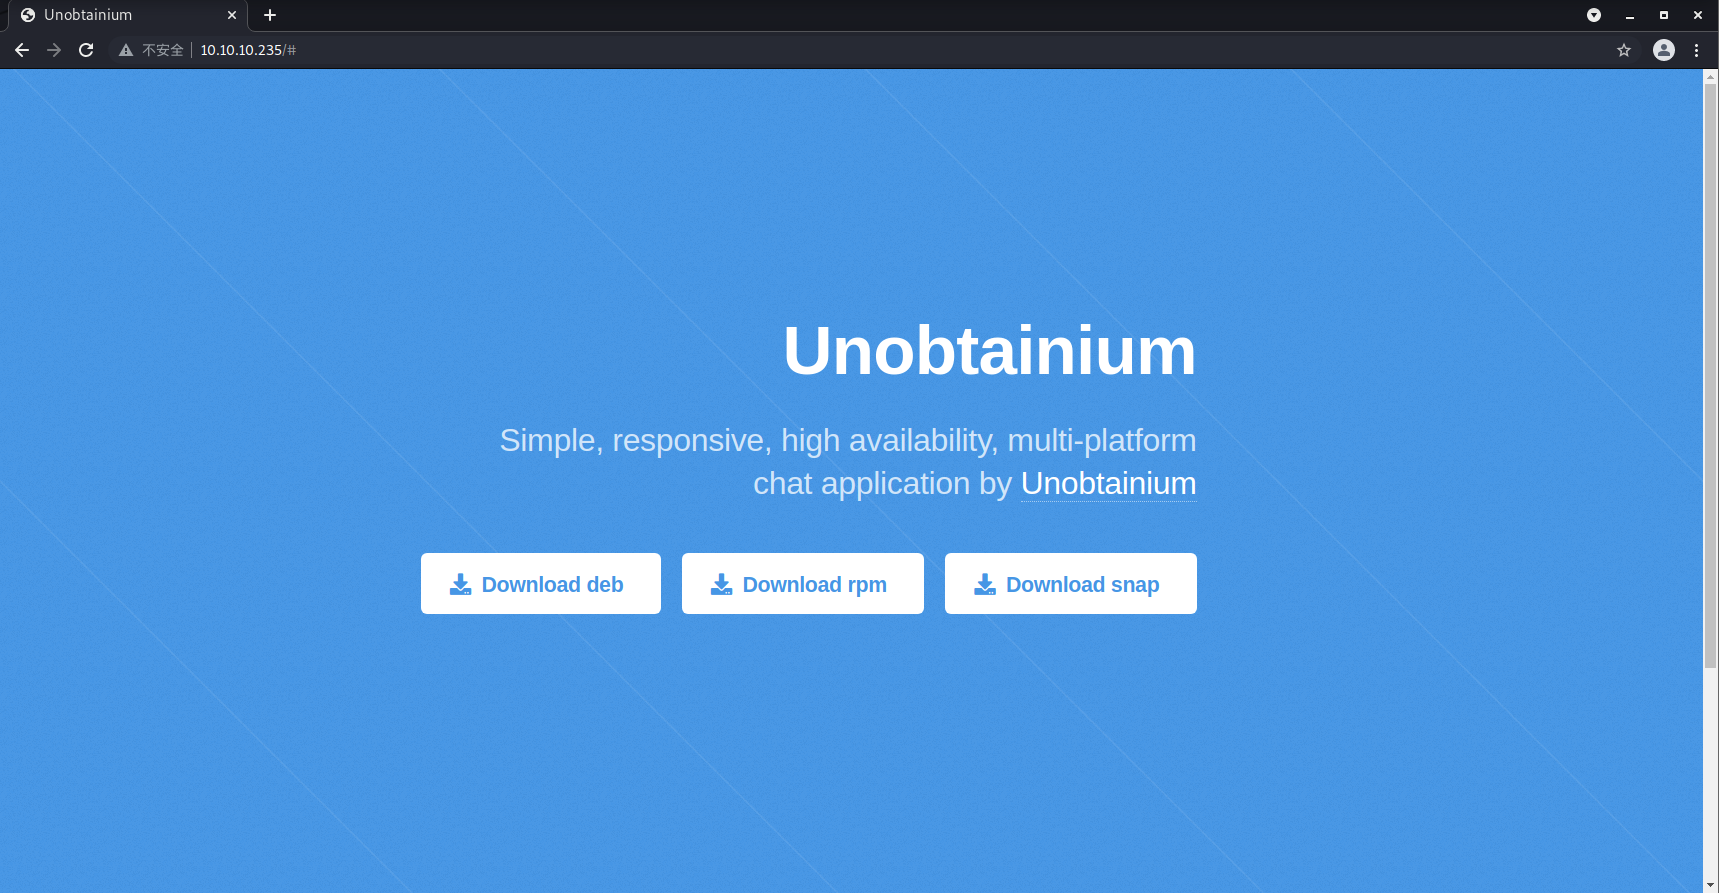 Unobtainium
不安全
10.10.10.235/#
Unobtainium
Simple, responsive, high availability, multi-platform
chat application by Unobtainium
Download deb
Download rpm
Download snap